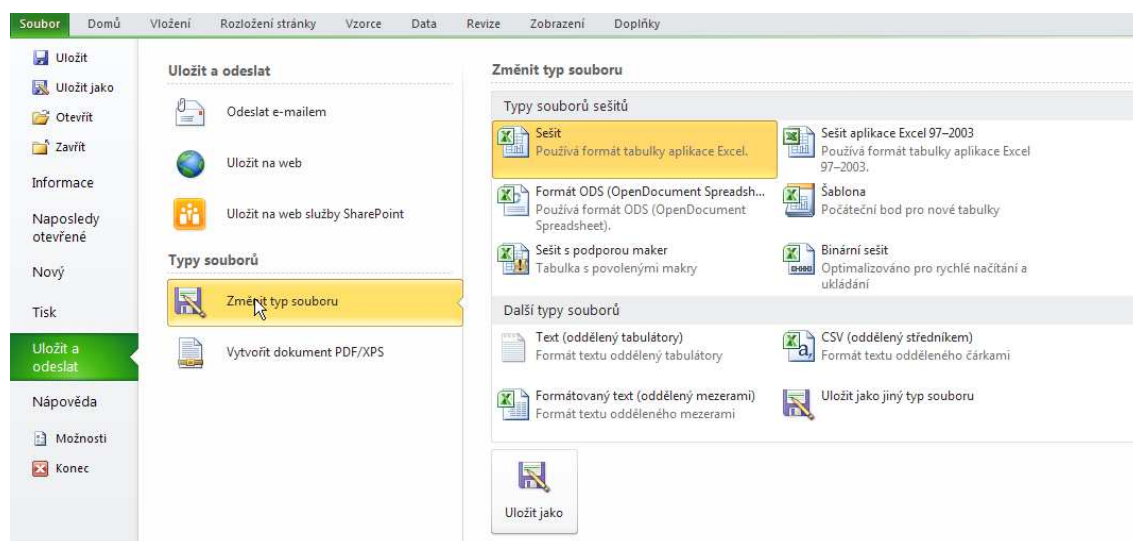 Soubor Domů Vložení Rozložení stránky Vzorce Data Revize Zobrazení Doplňky
Uložit
Uložit jako
Otevřít
Zavřít
Informace
Naposledy
otevřené
Nový
Tisk
Uložit a
odeslat
Nápověda
Možnosti
Konec
Uložit a odeslat
Odeslat e-mailem
Uložit na web
Uložit na web služby SharePoint
Typy souborů
Změnit typ souboru
Vytvořit dokument PDF/XPS
Změnit typ souboru
Typy souborů sešitů
Sešit
Používá formát tabulky aplikace Excel.
Sešit aplikace Excel 97–2003
Používá formát tabulky aplikace Excel
97–2003.
Formát ODS (OpenDocument Spreadsh...
Používá formát ODS (OpenDocument
Spreadsheet).
Šablona
Počáteční bod pro nové tabulky
Sešit s podporou maker
Tabulka s povolenými makry
Binární sešit
Optimalizováno pro rychlé načítání a
ukládání
Další typy souborů
Text (oddělený tabulátory)
Formát textu oddělený tabulátory
CSV (oddělený středníkem)
Formát textu odděleného čárkami
Formátovaný text (oddělený mezerami)
Formát textu odděleného mezerami
Uložit jako jiný typ souboru
Uložit jako